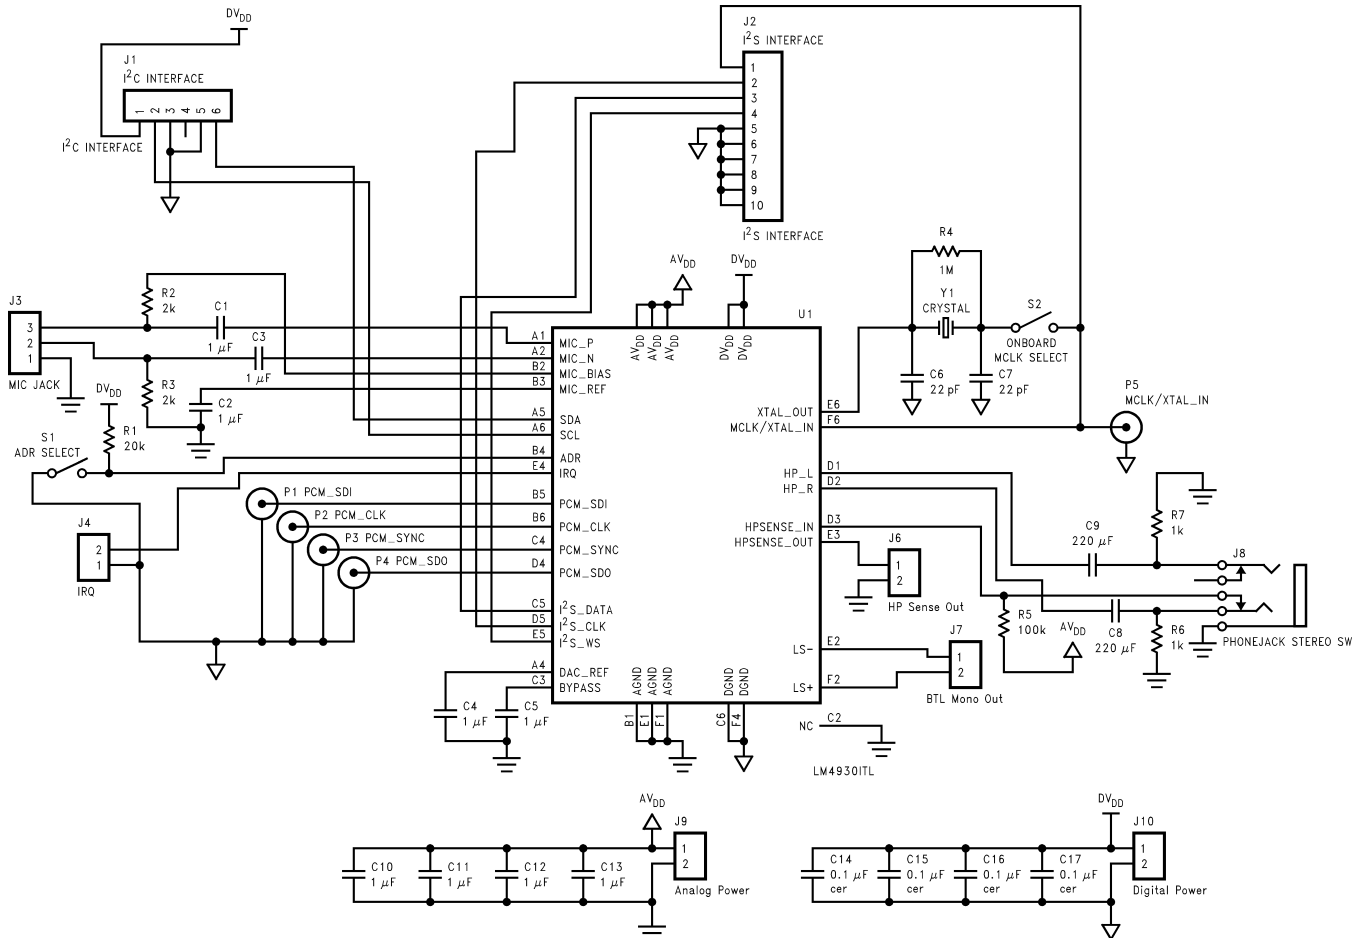 DVDD
J1
I2C INTERFACE
1 2 3 4 5 6
I2C INTERFACE
J2
I2S INTERFACE
1
2
3
4
5
6
7
8
9
10
I2S INTERFACE
AVDD
DVDD
R4
1M
Y1
CRYSTAL
S2
ONBOARD
MCLK SELECT
C6
22 pF
C7
22 pF
P5
MCLK/XTAL_IN
J3
3
2
1
MIC JACK
R2
2k
C1
1 μF
C3
1 μF
R3
2k
C2
1 μF
DVDD
R1
20k
S1
ADR SELECT
J4
2
1
IRQ
P1 PCM_SDI
P2 PCM_CLK
P3 PCM_SYNC
P4 PCM_SDO
U1
AVDD AVDD AVDD DVDD DVDD
A1 MIC_P
A2 MIC_N
B2 MIC_BIAS
B3 MIC_REF
A5 SDA
A6 SCL
B4 ADR
E4 IRQ
B5 PCM_SDI
B6 PCM_CLK
C4 PCM_SYNC
D4 PCM_SDO
C5 I2S_DATA
D5 I2S_CLK
E5 I2S_WS
A4 DAC_REF
C3 BYPASS
XTAL_OUT E6
MCLK/XTAL_IN F6
HP_L D1
HP_R D2
HPSENSE_IN D3
HPSENSE_OUT E3
LS- E2
LS+ F2
NC C2
AGND AGND AGND DGND DGND
B1 E1 F1 C6 F4
LM4930ITL
C4
1 μF
C5
1 μF
J6
1
2
HP Sense Out
J7
1
2
BTL Mono Out
C9
220 μF
R7
1k
J8
R5
100k
AVDD
C8
220 μF
R6
1k
PHONEJACK STEREO SW
AVDD
J9
1
2
Analog Power
C10
1 μF
C11
1 μF
C12
1 μF
C13
1 μF
DVDD
J10
1
2
Digital Power
C14
0.1 μF
cer
C15
0.1 μF
cer
C16
0.1 μF
cer
C17
0.1 μF
cer